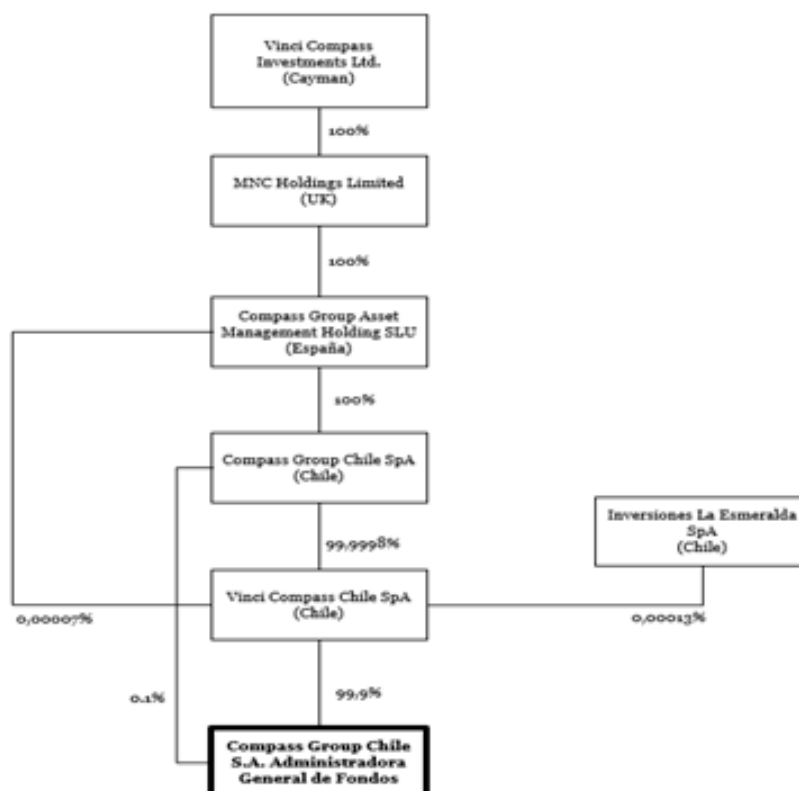 Vinci Compass
Investments Ltd.
(Cayman)
100%
MNC Holdings Limited
(UK)
100%
Compass Group Asset
Management Holding SLU
(España)
100%
Compass Group Chile SpA
(Chile)
Inversiones La Esmeralda
SpA
(Chile)
99,9998%
Vinci Compass Chile SpA
(Chile)
0,00007%
0,00013%
0.1%
99,9%
Compass Group Chile
S.A. Administradora
General de Fondos